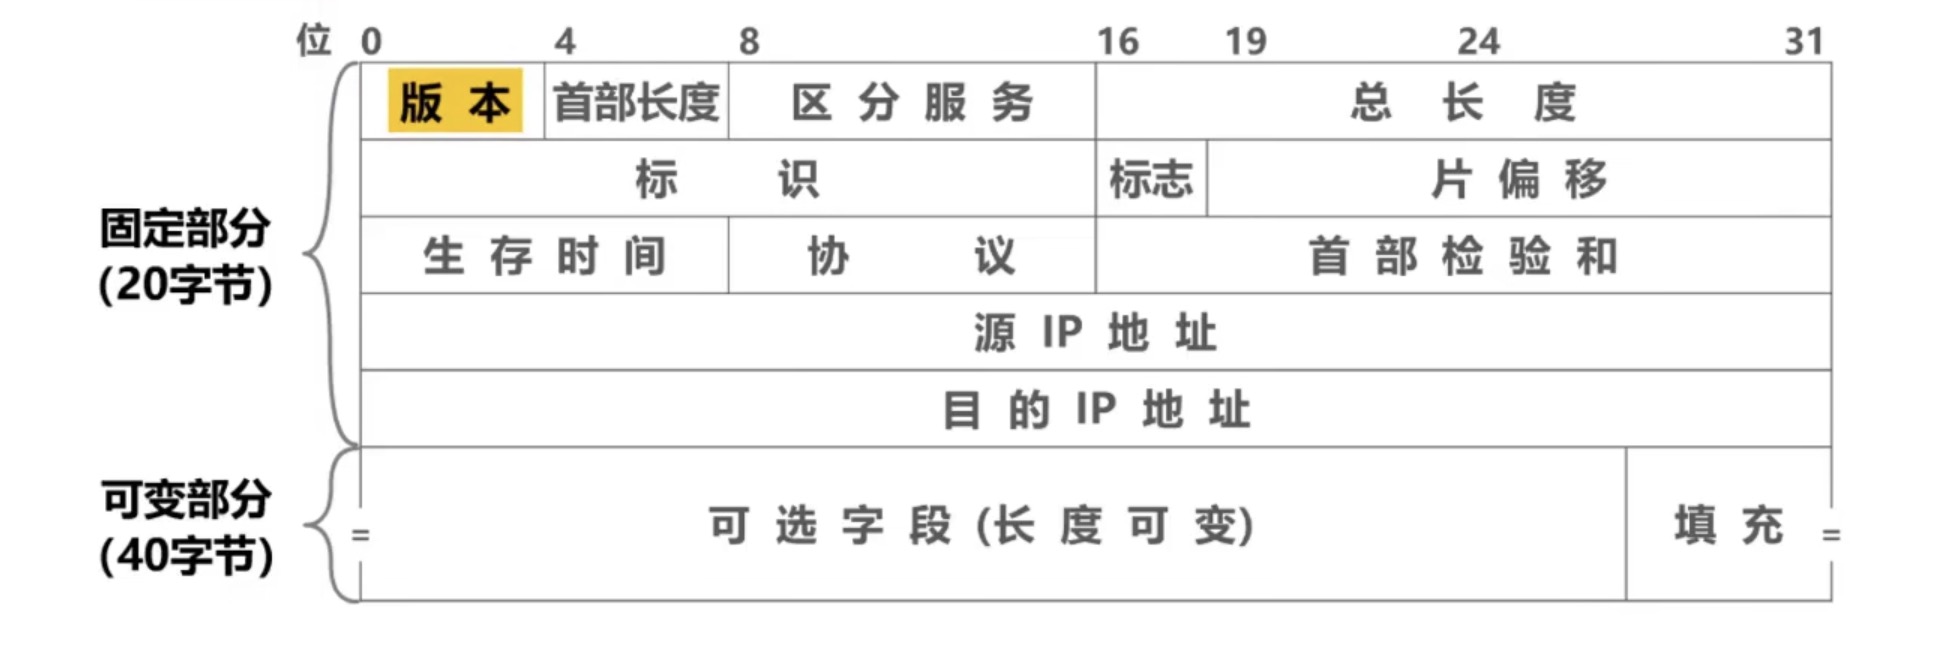 位 0 4 8 16 19 24 31
版 本 首部长度 区 分 服 务 总 长 度
标 识 标志 片 偏 移
固定部分
(20字节)
生 存 时 间 协 议 首 部 检 验 和
源 IP 地 址
目 的 IP 地 址
可变部分
(40字节)
= 可 选 字 段 (长 度 可 变) 填 充 =